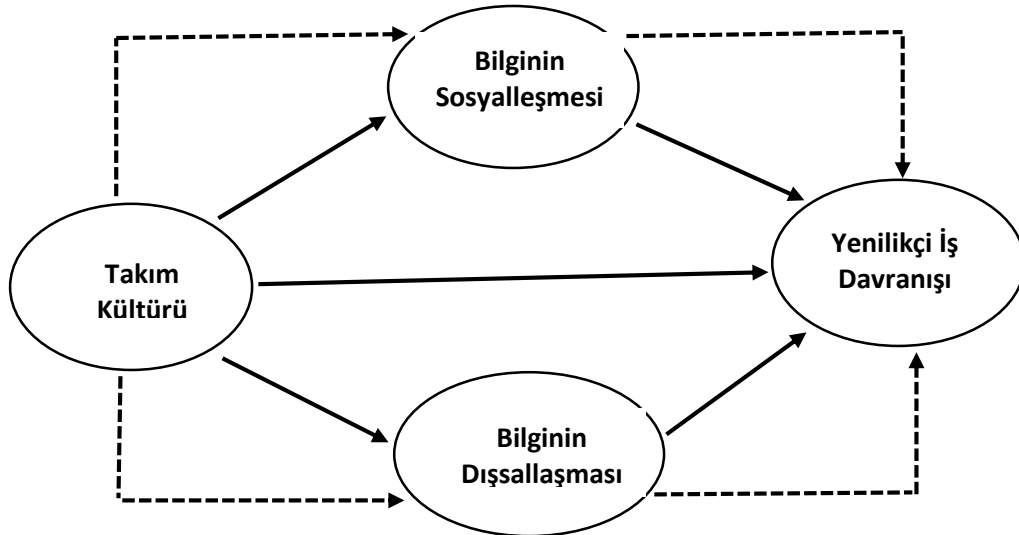 Bilginin
Sosyalleşmesi
Yenilikçi İş
Davranışı
Takım
Kültürü
Bilginin
Dışsallaşması